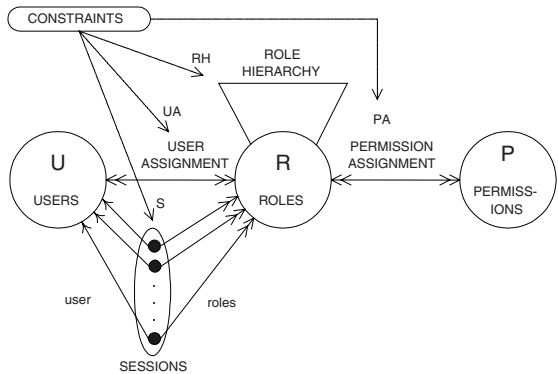 CONSTRAINTS
RH
ROLE
HIERARCHY
UA
PA
USER
ASSIGNMENT
PERMISSION
ASSIGNMENT
U
USERS
R
ROLES
P
PERMISS-
IONS
S
user
roles
SESSIONS